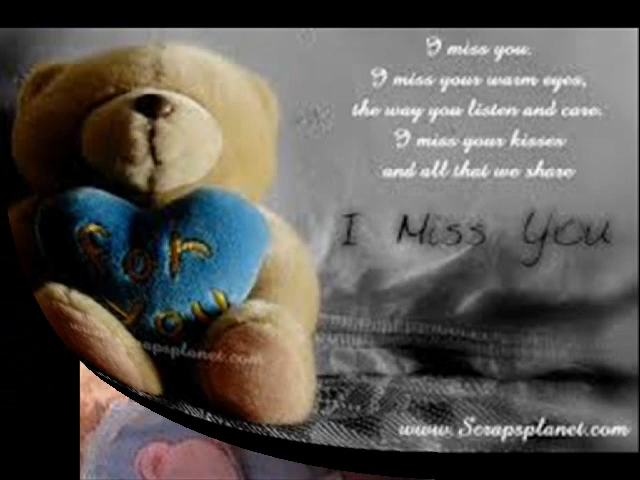 I miss you.
I miss your warm eyes,
the way you listen and care.
I miss your kisses
and all that we share
I Miss You
for
you
www.Scrapsplanet.com